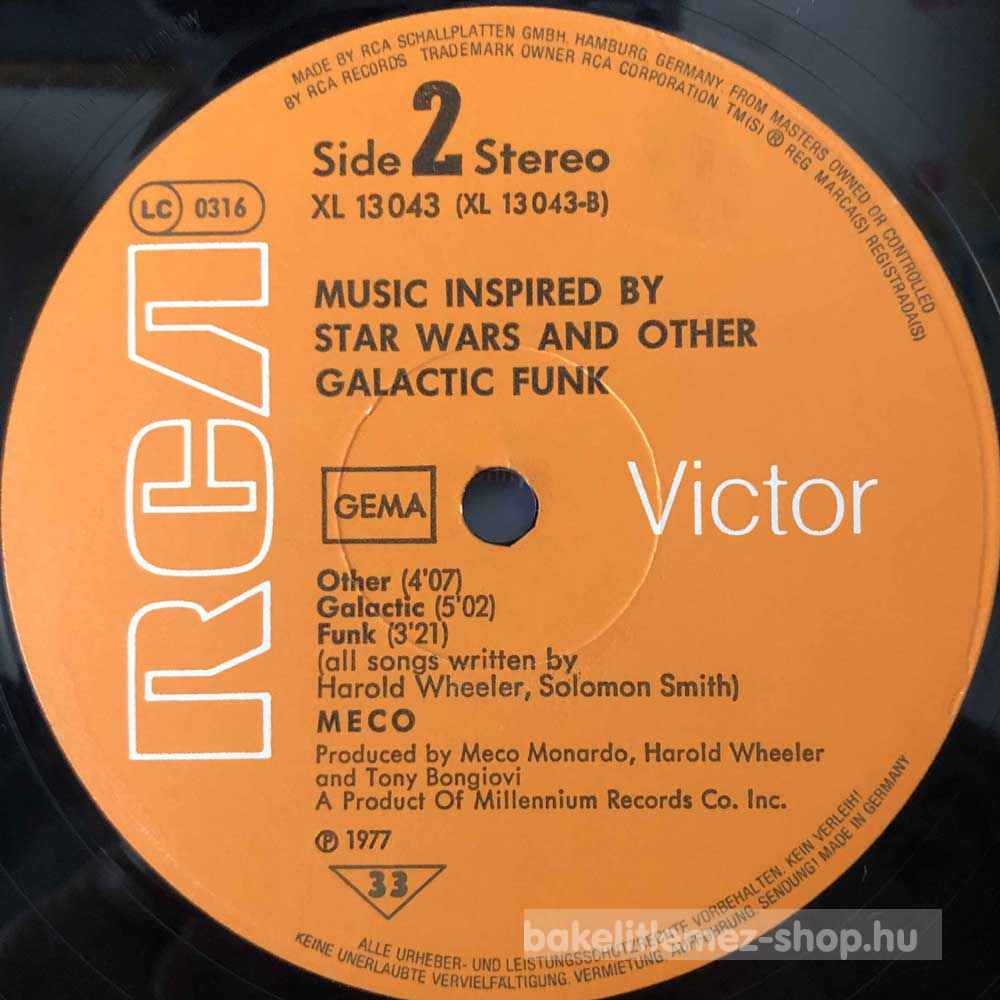 MADE BY RCA SCHALLPLATTEN GMBH, HAMBURG, GERMANY, FROM MASTERS OWNED OR CONTROLLED
BY RCA RECORDS TRADEMARK OWNER RCA CORPORATION TM(S) ® REG MARCA(S) REGISTRADA(S)
Side 2 Stereo
XL 13043 (XL 13043-B)
LC 0316
RCA
MUSIC INSPIRED BY
STAR WARS AND OTHER
GALACTIC FUNK
GEMA
Victor
Other (4'07)
Galactic (5'02)
Funk (3'21)
(all songs written by
Harold Wheeler, Solomon Smith)
MECO
Produced by Meco Monardo, Harold Wheeler
and Tony Bongiovi
A Product Of Millennium Records Co. Inc.
℗ 1977
33
ALLE URHEBER- UND LEISTUNGSSCHUTZRECHTE VORBEHALTEN. KEIN VERLEIH!
KEINE UNERLAUBTE VERVIELFÄLTIGUNG, VERMIETUNG, AUFFÜHRUNG, SENDUNG! MADE IN GERMANY
bakelitlemez-shop.hu